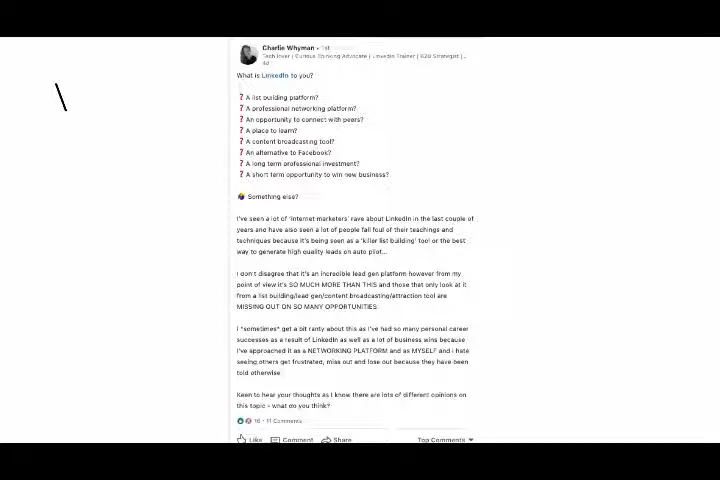 Charlie Whyman • 1st
Tech lover | Curious Thinking Advocate | LinkedIn Trainer | B2B Strategist |...
4d
What is LinkedIn to you?
❓ A list building platform?
❓ A professional networking platform?
❓ An opportunity to connect with peers?
❓ A place to learn?
❓ A content broadcasting tool?
❓ An alternative to Facebook?
❓ A long term professional investment?
❓ A short term opportunity to win new business?
Something else?
I've seen a lot of 'internet marketers' rave about LinkedIn in the last couple of
years and have also seen a lot of people fall foul of their teachings and
techniques because it's being seen as a 'killer list building' tool or the best
way to generate high quality leads on auto pilot...
I don't disagree that it's an incredible lead gen platform however from my
point of view it's SO MUCH MORE THAN THIS and those that only look at it
from a list building/lead gen/content broadcasting/attraction tool are
MISSING OUT ON SO MANY OPPORTUNITIES.
I *sometimes* get a bit ranty about this as I've had so many personal career
successes as a result of LinkedIn as well as a lot of business wins because
I've approached it as a NETWORKING PLATFORM and as MYSELF and I hate
seeing others get frustrated, miss out and lose out because they have been
told otherwise
Keen to hear your thoughts as I know there are lots of different opinions on
this topic - what do you think?
16 • 11 Comments
Like Comment Share Top Comments